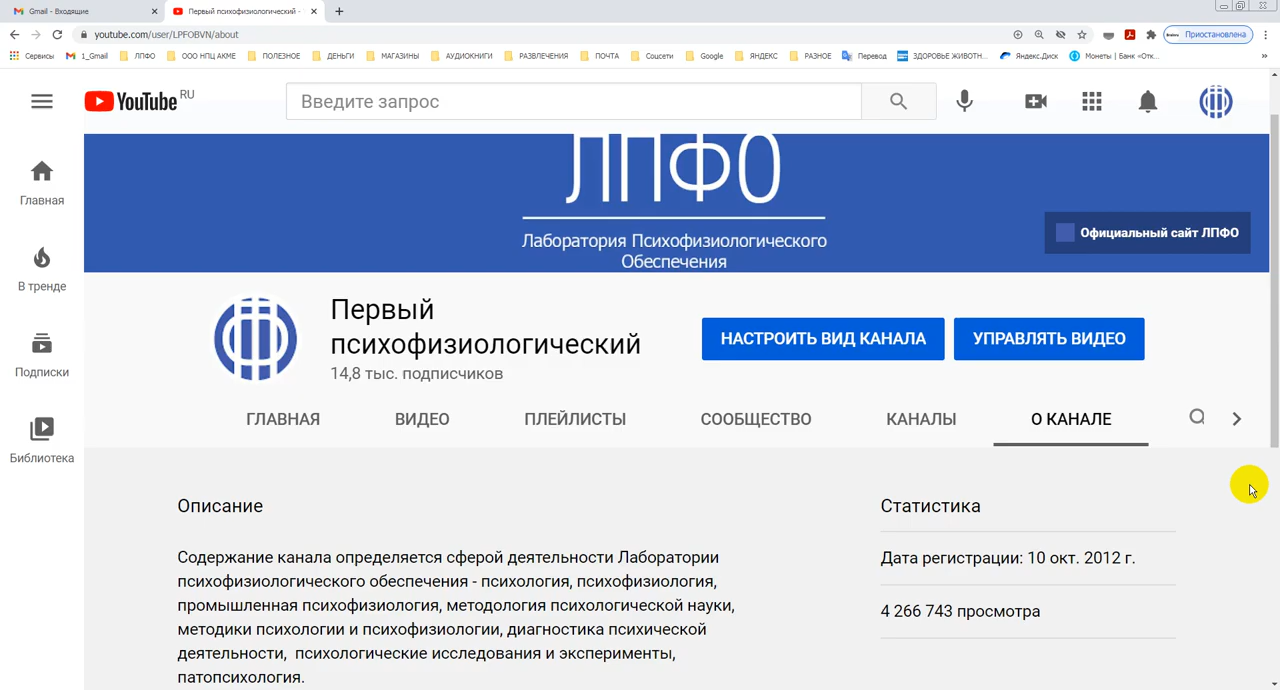 Gmail - Входящие
Первый психофизиологический -
youtube.com/user/LPFOBVN/about
Приостановлена
Сервисы 1_Gmail ЛПФО ООО НПЦ АКМЕ ПОЛЕЗНОЕ ДЕНЬГИ МАГАЗИНЫ АУДИОКНИГИ РАЗВЛЕЧЕНИЯ ПОЧТА Соцсети Google ЯНДЕКС РАЗНОЕ Перевод ЗДОРОВЬЕ ЖИВОТН... Яндекс.Диск Монеты | Банк «Отк...
YouTube RU
Введите запрос
Главная
В тренде
Подписки
Библиотека
ЛПФО
Лаборатория Психофизиологического
Обеспечения
Официальный сайт ЛПФО
Первый
психофизиологический
14,8 тыс. подписчиков
НАСТРОИТЬ ВИД КАНАЛА
УПРАВЛЯТЬ ВИДЕО
ГЛАВНАЯ ВИДЕО ПЛЕЙЛИСТЫ СООБЩЕСТВО КАНАЛЫ О КАНАЛЕ
Описание
Содержание канала определяется сферой деятельности Лаборатории
психофизиологического обеспечения - психология, психофизиология,
промышленная психофизиология, методология психологической науки,
методики психологии и психофизиологии, диагностика психической
деятельности,  психологические исследования и эксперименты,
патопсихология.
Статистика
Дата регистрации: 10 окт. 2012 г.
4 266 743 просмотра